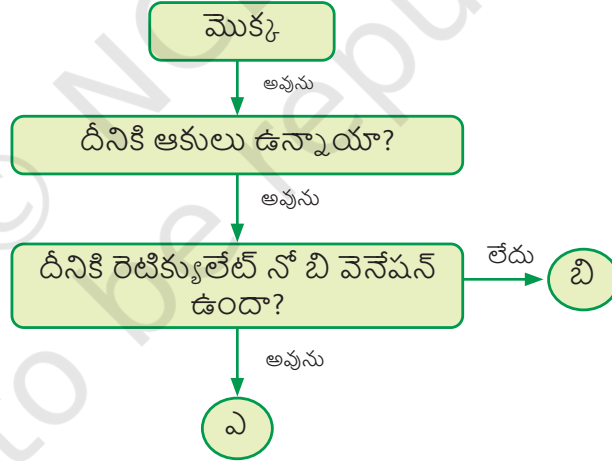 మొక్క
అవును
దీనికి ఆకులు ఉన్నాయా?
అవును
దీనికి రెటిక్యులేట్ నో బి వెనేషన్
ఉందా?
లేదు
బి
అవును
ఎ